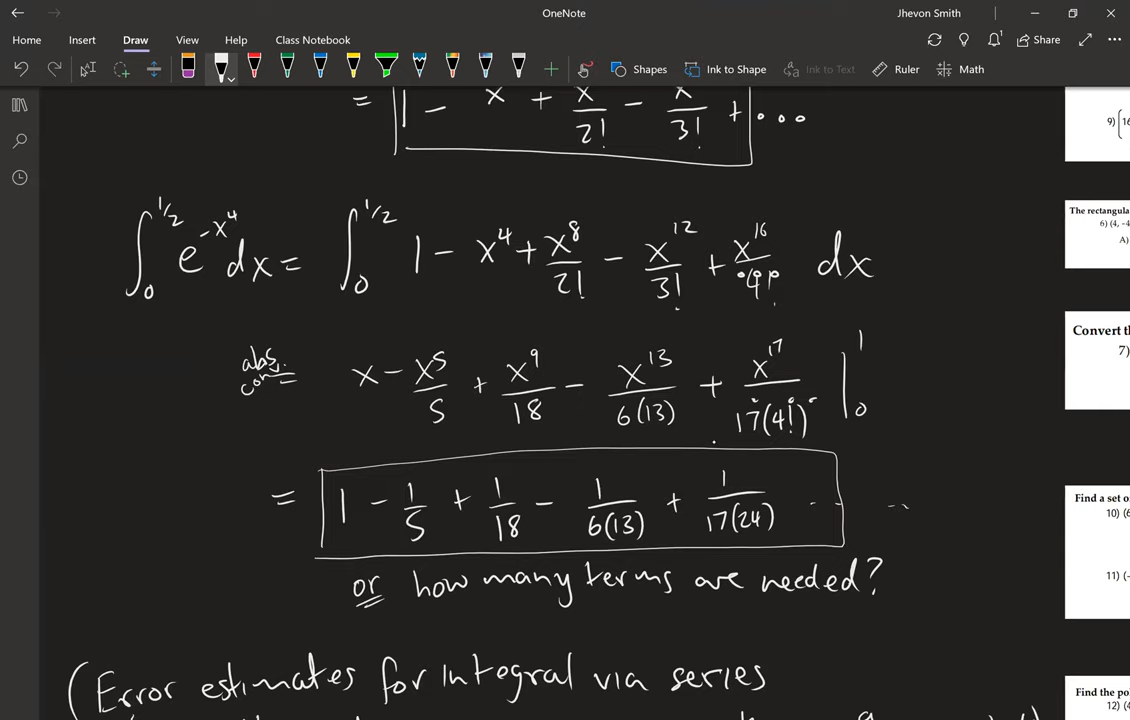 OneNote
Jhevon Smith
Home Insert Draw View Help Class Notebook
Share
Shapes Ink to Shape Ink to Text Ruler Math
= 1 - x + x/2! - x/3! + ...
∫₀^1/2 e^-x⁴ dx = ∫₀^1/2 1 - x⁴ + x⁸/2! - x¹²/3! + x¹⁶/4! dx
abs. conv
x - x⁵/5 + x⁹/18 - x¹³/6(13) + x¹⁷/17(4!) |₀¹
= 1 - 1/5 + 1/18 - 1/6(13) + 1/17(24) ...
or how many terms are needed?
(Error estimates for integral via series
9) 16
The rectangula
6) (4, -4
A)
Convert th
7)
Find a set o
10) (6
11) (-
Find the po
12) (4